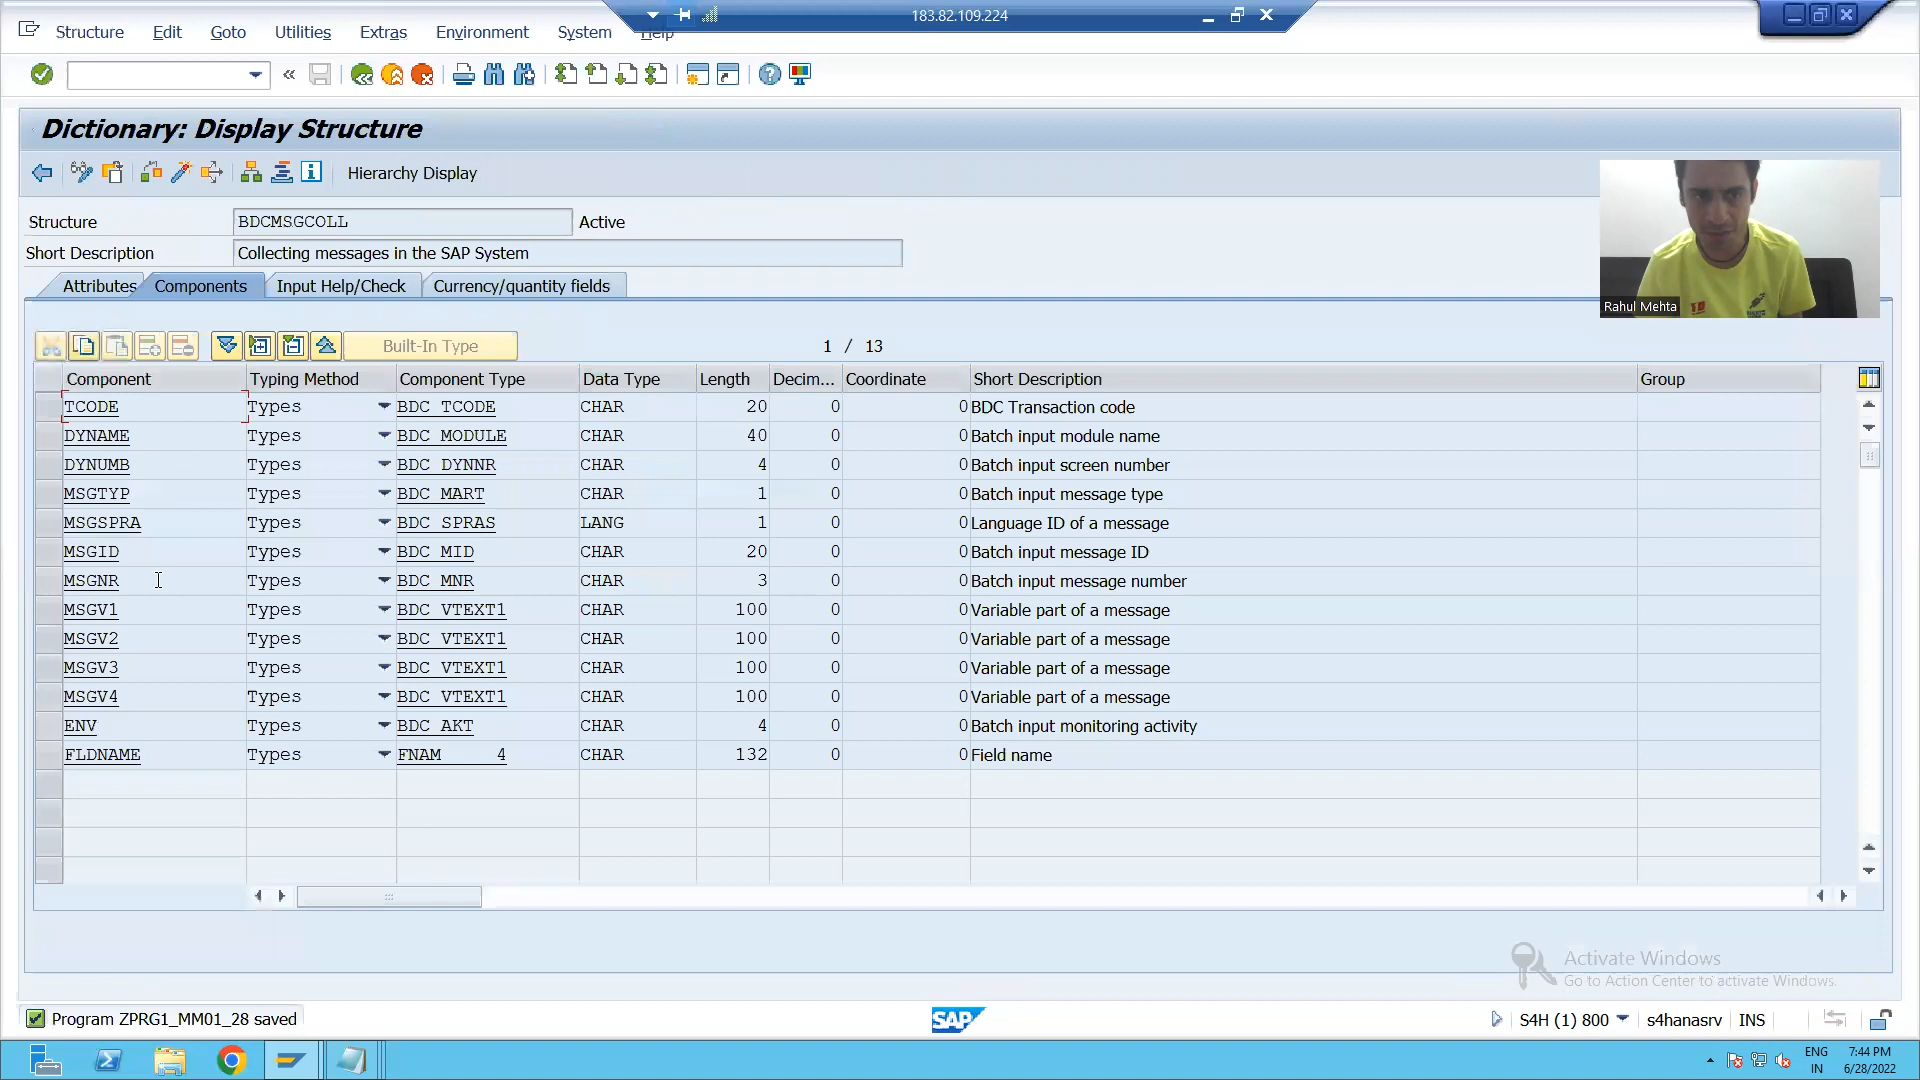 183.82.109.224
Structure Edit Goto Utilities Extras Environment System Help
Dictionary: Display Structure
Hierarchy Display
Structure BDCMSGCOLL Active
Short Description Collecting messages in the SAP System
Attributes Components Input Help/Check Currency/quantity fields
Rahul Mehta
Built-In Type 1 / 13
Component Typing Method Component Type Data Type Length Decim... Coordinate Short Description Group
TCODE Types BDC_TCODE CHAR 20 0 0 BDC Transaction code
DYNAME Types BDC_MODULE CHAR 40 0 0 Batch input module name
DYNUMB Types BDC_DYNNR CHAR 4 0 0 Batch input screen number
MSGTYP Types BDC_MART CHAR 1 0 0 Batch input message type
MSGSPRA Types BDC_SPRAS LANG 1 0 0 Language ID of a message
MSGID Types BDC_MID CHAR 20 0 0 Batch input message ID
MSGNR Types BDC_MNR CHAR 3 0 0 Batch input message number
MSGV1 Types BDC_VTEXT1 CHAR 100 0 0 Variable part of a message
MSGV2 Types BDC_VTEXT1 CHAR 100 0 0 Variable part of a message
MSGV3 Types BDC_VTEXT1 CHAR 100 0 0 Variable part of a message
MSGV4 Types BDC_VTEXT1 CHAR 100 0 0 Variable part of a message
ENV Types BDC_AKT CHAR 4 0 0 Batch input monitoring activity
FLDNAME Types FNAM_____4 CHAR 132 0 0 Field name
Activate Windows
Go to Action Center to activate Windows.
Program ZPRG1_MM01_28 saved
SAP
S4H (1) 800 s4hanasrv INS
ENG 7:44 PM
IN 6/28/2022